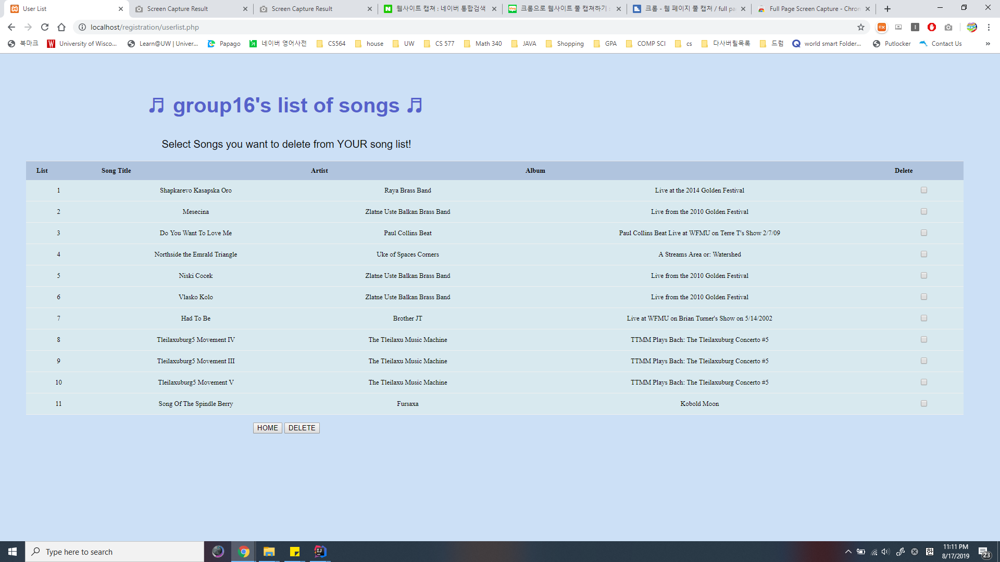 User List
Screen Capture Result
Screen Capture Result
웹사이트 캡쳐 : 네이버 통합검색
크롬으로 웹사이트 풀 캡쳐하기 :
크롬 - 웹 페이지 풀 캡처 / full pa
Full Page Screen Capture - Chron
localhost/registration/userlist.php
북마크 University of Wisco... Learn@UW | Univer... Papago 네이버 영어사전 CS564 house UW CS 577 Math 340 JAVA Shopping GPA COMP SCI cs 다사버릴목록 드럼 world smart Folder... Putlocker Contact Us »
♬ group16's list of songs ♬
Select Songs you want to delete from YOUR song list!
List Song Title Artist Album Delete
1 Shapkarevo Kasapska Oro Raya Brass Band Live at the 2014 Golden Festival
2 Mesecina Zlatne Uste Balkan Brass Band Live from the 2010 Golden Festival
3 Do You Want To Love Me Paul Collins Beat Paul Collins Beat Live at WFMU on Terre T's Show 2/7/09
4 Northside the Emrald Triangle Uke of Spaces Corners A Streams Area or: Watershed
5 Niski Cocek Zlatne Uste Balkan Brass Band Live from the 2010 Golden Festival
6 Vlasko Kolo Zlatne Uste Balkan Brass Band Live from the 2010 Golden Festival
7 Had To Be Brother JT Live at WFMU on Brian Turner's Show on 5/14/2002
8 Tleilaxuburg5 Movement IV The Tleilaxu Music Machine TTMM Plays Bach: The Tleilaxuburg Concerto #5
9 Tleilaxuburg5 Movement III The Tleilaxu Music Machine TTMM Plays Bach: The Tleilaxuburg Concerto #5
10 Tleilaxuburg5 Movement V The Tleilaxu Music Machine TTMM Plays Bach: The Tleilaxuburg Concerto #5
11 Song Of The Spindle Berry Fursaxa Kobold Moon
HOME DELETE
Type here to search
한
11:11 PM
8/17/2019
23